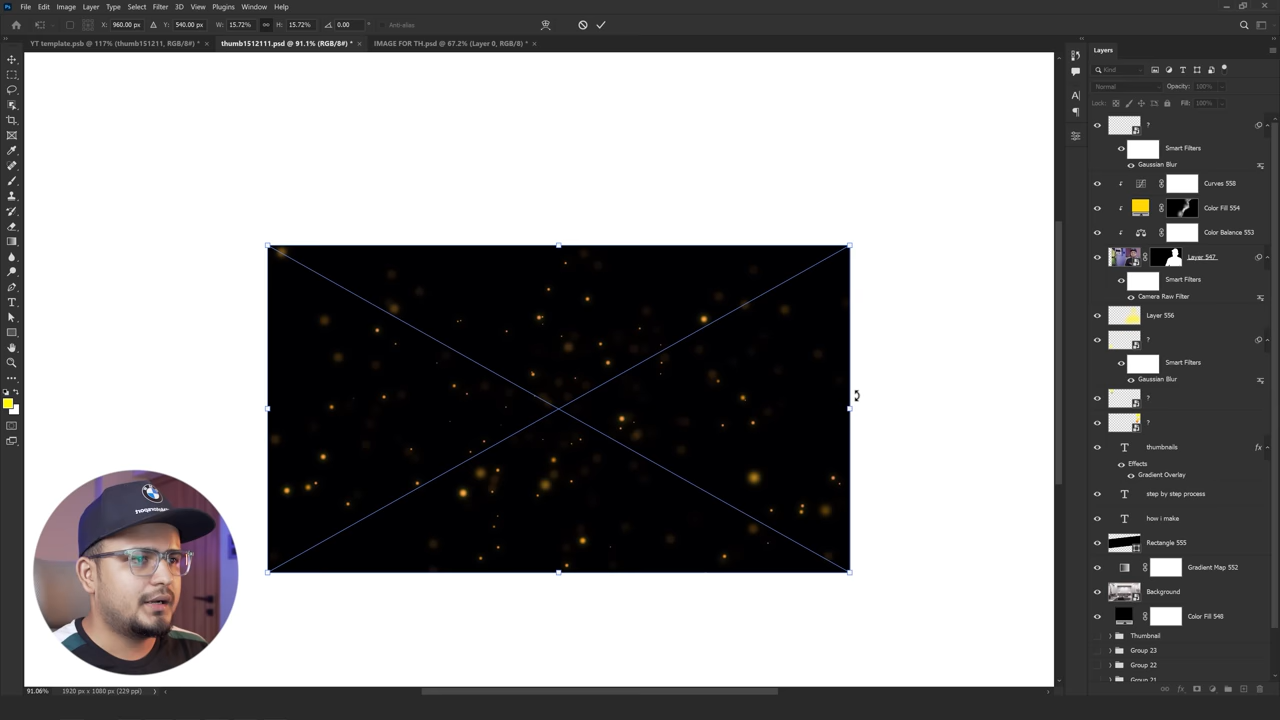 File Edit Image Layer Type Select Filter 3D View Plugins Window Help
X: 960.00 px Y: 540.00 px W: 15.72% H: 15.72% 0.00 Anti-alias
YT template.psb @ 117% (thumb151211, RGB/8#) * × thumb1512111.psd @ 91.1% (RGB/8#) * × IMAGE FOR TH.psd @ 67.2% (Layer 0, RGB/8) * ×
Layers
Kind
Normal Opacity: 100%
Lock: Fill: 100%
?
Smart Filters
Gaussian Blur
Curves 558
Color Fill 554
Color Balance 553
Layer 547
Smart Filters
Camera Raw Filter
Layer 556
?
Smart Filters
Gaussian Blur
?
?
thumbnails fx
Effects
Gradient Overlay
step by step process
how i make
Rectangle 555
Gradient Map 552
Background
Color Fill 548
Thumbnail
Group 23
Group 22
Group 21
91.06% 1920 px x 1080 px (229 ppi)